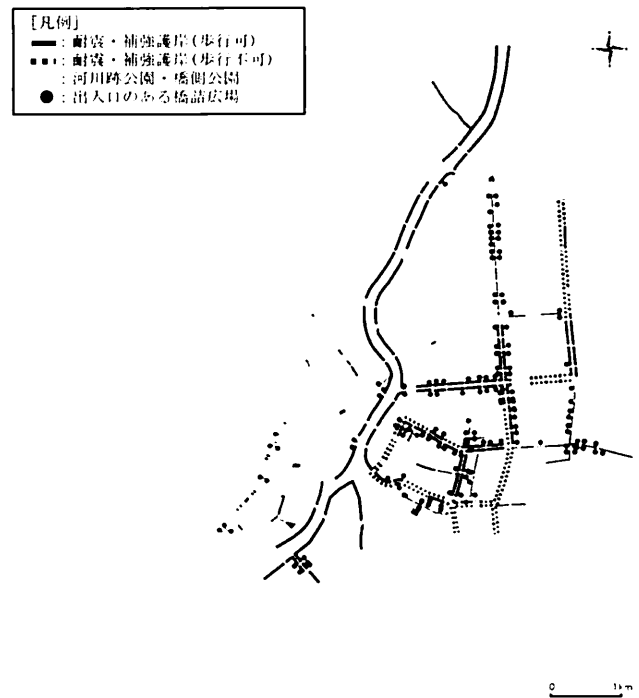 [凡例]
: 耐震・補強護岸(歩行可)
: 耐震・補強護岸(歩行不可)
: 河川跡公園・橋側公園
: 出入口のある橋詰広場
0 1km